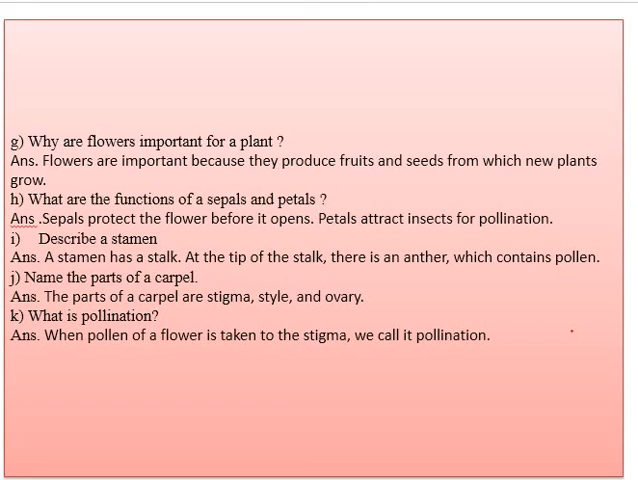 g) Why are flowers important for a plant ?
Ans. Flowers are important because they produce fruits and seeds from which new plants
grow.
h) What are the functions of a sepals and petals ?
Ans .Sepals protect the flower before it opens. Petals attract insects for pollination.
i) Describe a stamen
Ans. A stamen has a stalk. At the tip of the stalk, there is an anther, which contains pollen.
j) Name the parts of a carpel.
Ans. The parts of a carpel are stigma, style, and ovary.
k) What is pollination?
Ans. When pollen of a flower is taken to the stigma, we call it pollination.